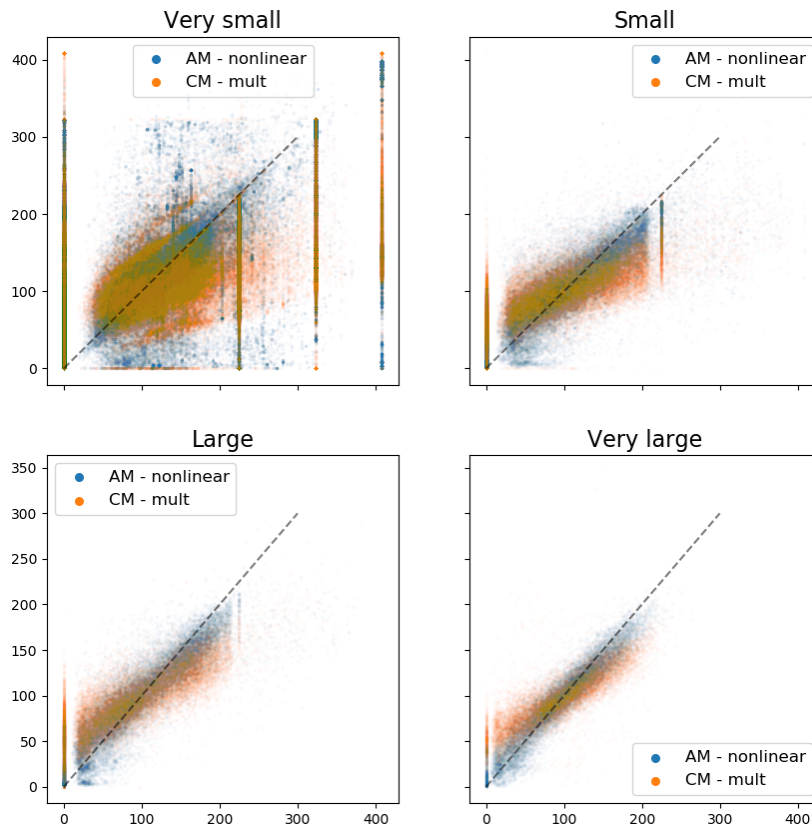 Very small
AM - nonlinear
CM - mult
400
300
200
100
0
Small
AM - nonlinear
CM - mult
Large
AM - nonlinear
CM - mult
350
300
250
200
150
100
50
0
0 100 200 300 400
Very large
AM - nonlinear
CM - mult
0 100 200 300 400